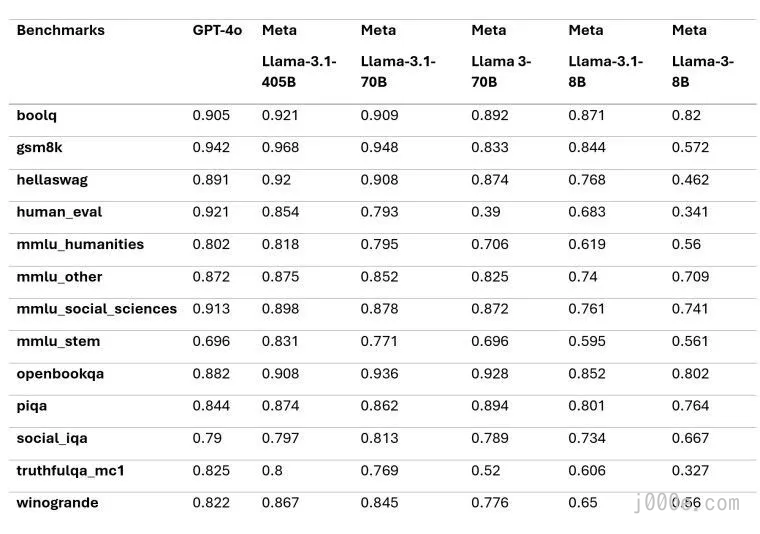 Benchmarks GPT-4o Meta Llama-3.1-405B Meta Llama-3.1-70B Meta Llama 3-70B Meta Llama-3.1-8B Meta Llama-3-8B
boolq 0.905 0.921 0.909 0.892 0.871 0.82
gsm8k 0.942 0.968 0.948 0.833 0.844 0.572
hellaswag 0.891 0.92 0.908 0.874 0.768 0.462
human_eval 0.921 0.854 0.793 0.39 0.683 0.341
mmlu_humanities 0.802 0.818 0.795 0.706 0.619 0.56
mmlu_other 0.872 0.875 0.852 0.825 0.74 0.709
mmlu_social_sciences 0.913 0.898 0.878 0.872 0.761 0.741
mmlu_stem 0.696 0.831 0.771 0.696 0.595 0.561
openbookqa 0.882 0.908 0.936 0.928 0.852 0.802
piqa 0.844 0.874 0.862 0.894 0.801 0.764
social_iqa 0.79 0.797 0.813 0.789 0.734 0.667
truthfulqa_mc1 0.825 0.8 0.769 0.52 0.606 0.327
winogrande 0.822 0.867 0.845 0.776 0.65 0.56